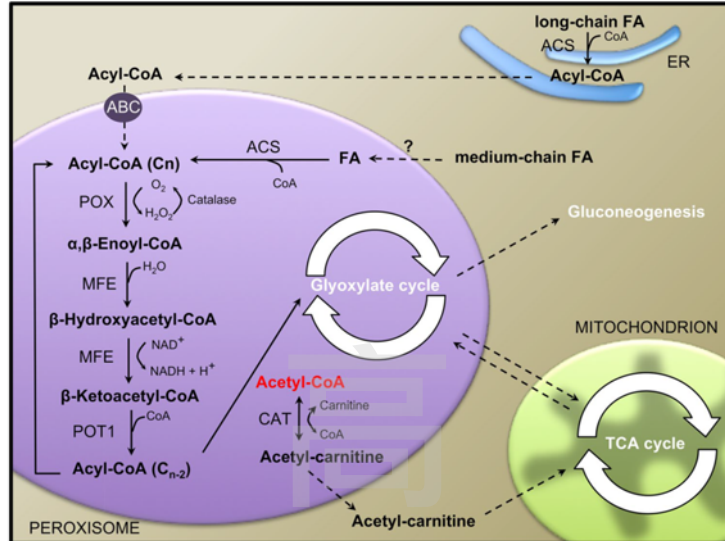 long-chain FA
ACS
CoA
ER
Acyl-CoA
Acyl-CoA
ABC
Acyl-CoA (Cn)
ACS
CoA
FA
?
medium-chain FA
POX
O₂
H₂O₂
Catalase
Gluconeogenesis
α,β-Enoyl-CoA
MFE
H₂O
Glyoxylate cycle
β-Hydroxyacetyl-CoA
MITOCHONDRION
MFE
NAD⁺
NADH + H⁺
Acetyl-CoA
β-Ketoacetyl-CoA
CAT
Carnitine
CoA
POT1
CoA
TCA cycle
Acyl-CoA (Cₙ₋₂)
Acetyl-carnitine
Acetyl-carnitine
PEROXISOME